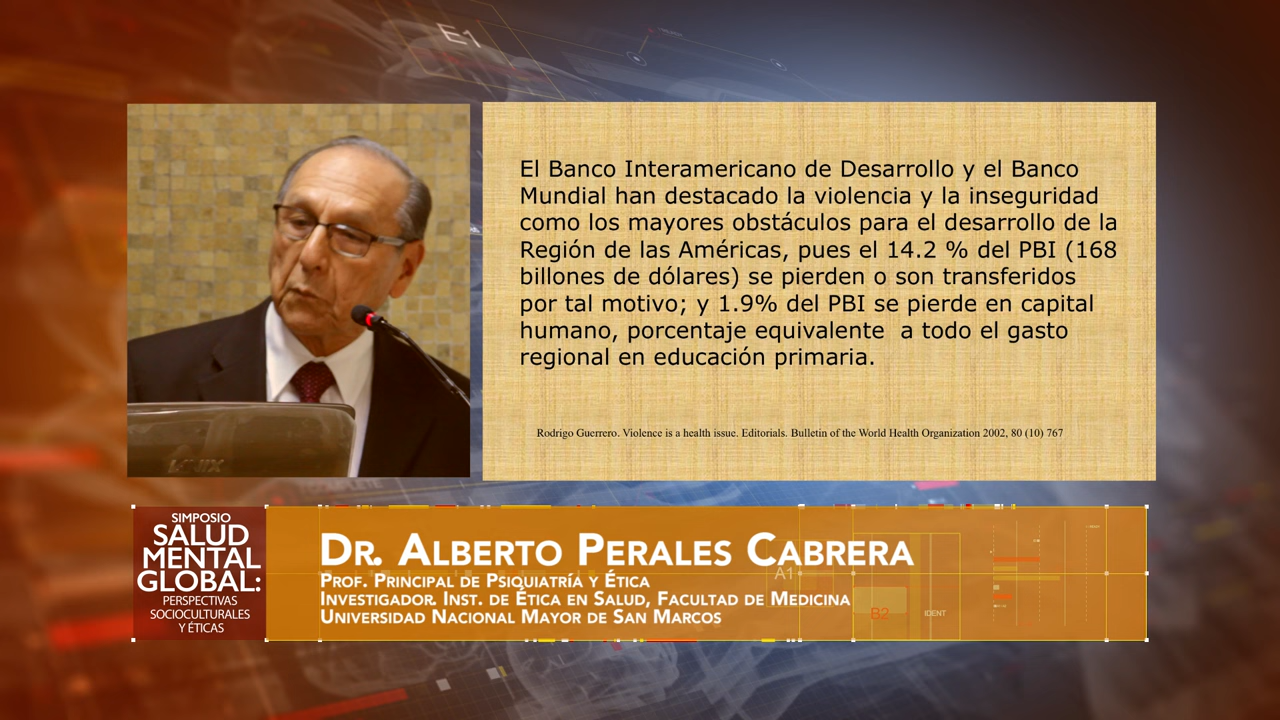 E1
El Banco Interamericano de Desarrollo y el Banco
Mundial han destacado la violencia y la inseguridad
como los mayores obstáculos para el desarrollo de la
Región de las Américas, pues el 14.2 % del PBI (168
billones de dólares) se pierden o son transferidos
por tal motivo; y 1.9% del PBI se pierde en capital
humano, porcentaje equivalente  a todo el gasto
regional en educación primaria.
Rodrigo Guerrero. Violence is a health issue. Editorials. Bulletin of the World Health Organization 2002, 80 (10) 767
SIMPOSIO
SALUD
MENTAL
GLOBAL:
PERSPECTIVAS
SOCIOCULTURALES
Y ÉTICAS
DR. ALBERTO PERALES CABRERA
PROF. PRINCIPAL DE PSIQUIATRÍA Y ÉTICA
INVESTIGADOR. INST. DE ÉTICA EN SALUD, FACULTAD DE MEDICINA
UNIVERSIDAD NACIONAL MAYOR DE SAN MARCOS
A1
B2
IDENT